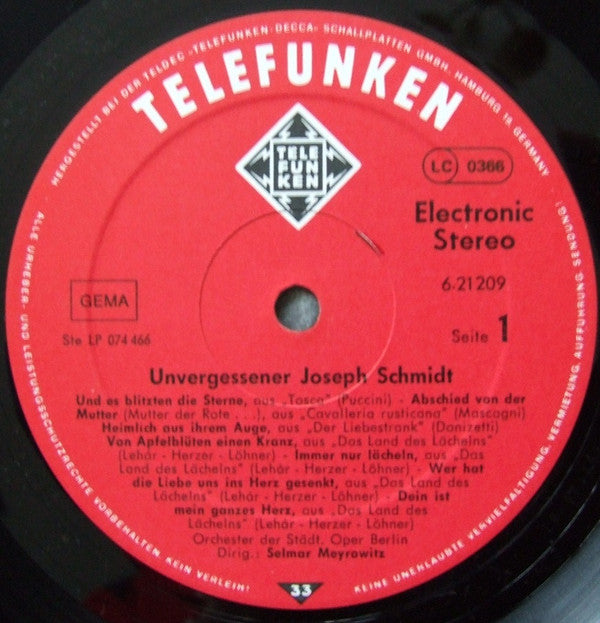 HERGESTELLT BEI DER TELDEC »TELEFUNKEN-DECCA« SCHALLPLATTEN GMBH, HAMBURG 19, GERMANY
TELEFUNKEN
TELE
FUN
KEN
LC 0366
Electronic
Stereo
6.21209
GEMA
Ste LP 074 466
Seite 1
Unvergessener Joseph Schmidt
Und es blitzten die Sterne, aus „Tosca" (Puccini) - Abschied von der
Mutter (Mutter der Rote . . .), aus „Cavalleria rusticana" (Mascagni)
Heimlich aus ihrem Auge, aus „Der Liebestrank" (Donizetti)
Von Apfelblüten einen Kranz, aus „Das Land des Lächelns"
(Lehár - Herzer - Löhner) - Immer nur lächeln, aus „Das
Land des Lächelns" (Lehár - Herzer - Löhner) - Wer hat
die Liebe uns ins Herz gesenkt, aus „Das Land des
Lächelns" (Lehár - Herzer - Löhner) - Dein ist
mein ganzes Herz, aus „Das Land des
Lächelns" (Lehár - Herzer - Löhner)
Orchester der Städt. Oper Berlin
Dirig.: Selmar Meyrowitz
33
ALLE URHEBER- UND LEISTUNGSSCHUTZRECHTE VORBEHALTEN. KEIN VERLEIH!
KEINE UNERLAUBTE VERVIELFÄLTIGUNG, VERMIETUNG, AUFFÜHRUNG, SENDUNG!